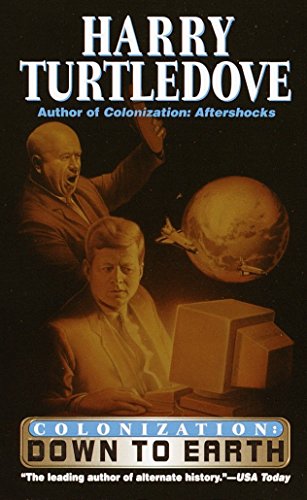 HARRY
TURTLEDOVE
Author of Colonization: Aftershocks
COLONIZATION:
DOWN TO EARTH
"The leading author of alternate history."—USA Today